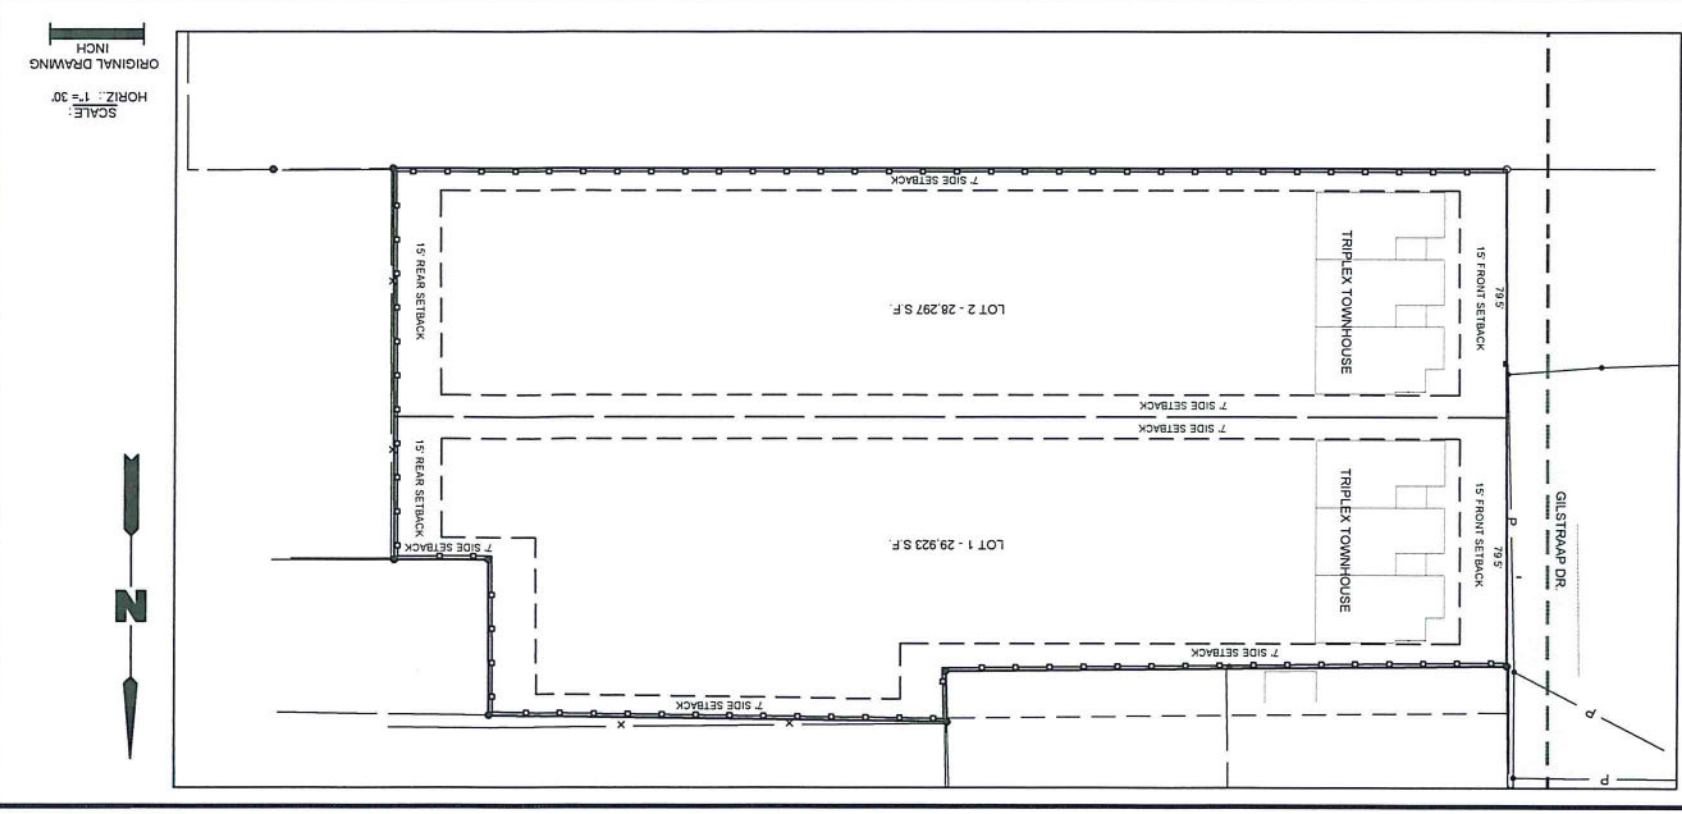 ORIGINAL DRAWING
INCH
SCALE:
HORIZ.: 1"= 30'
7' SIDE SETBACK
15' REAR SETBACK
LOT 2 - 28,297 S.F.
TRIPLEX TOWNHOUSE
15' FRONT SETBACK
79.5'
7' SIDE SETBACK
7' SIDE SETBACK
15' REAR SETBACK
7' SIDE SETBACK
LOT 1 - 29,923 S.F.
TRIPLEX TOWNHOUSE
15' FRONT SETBACK
79.5'
GILSTRAAP DR.
7' SIDE SETBACK
7' SIDE SETBACK
N
P
P
P